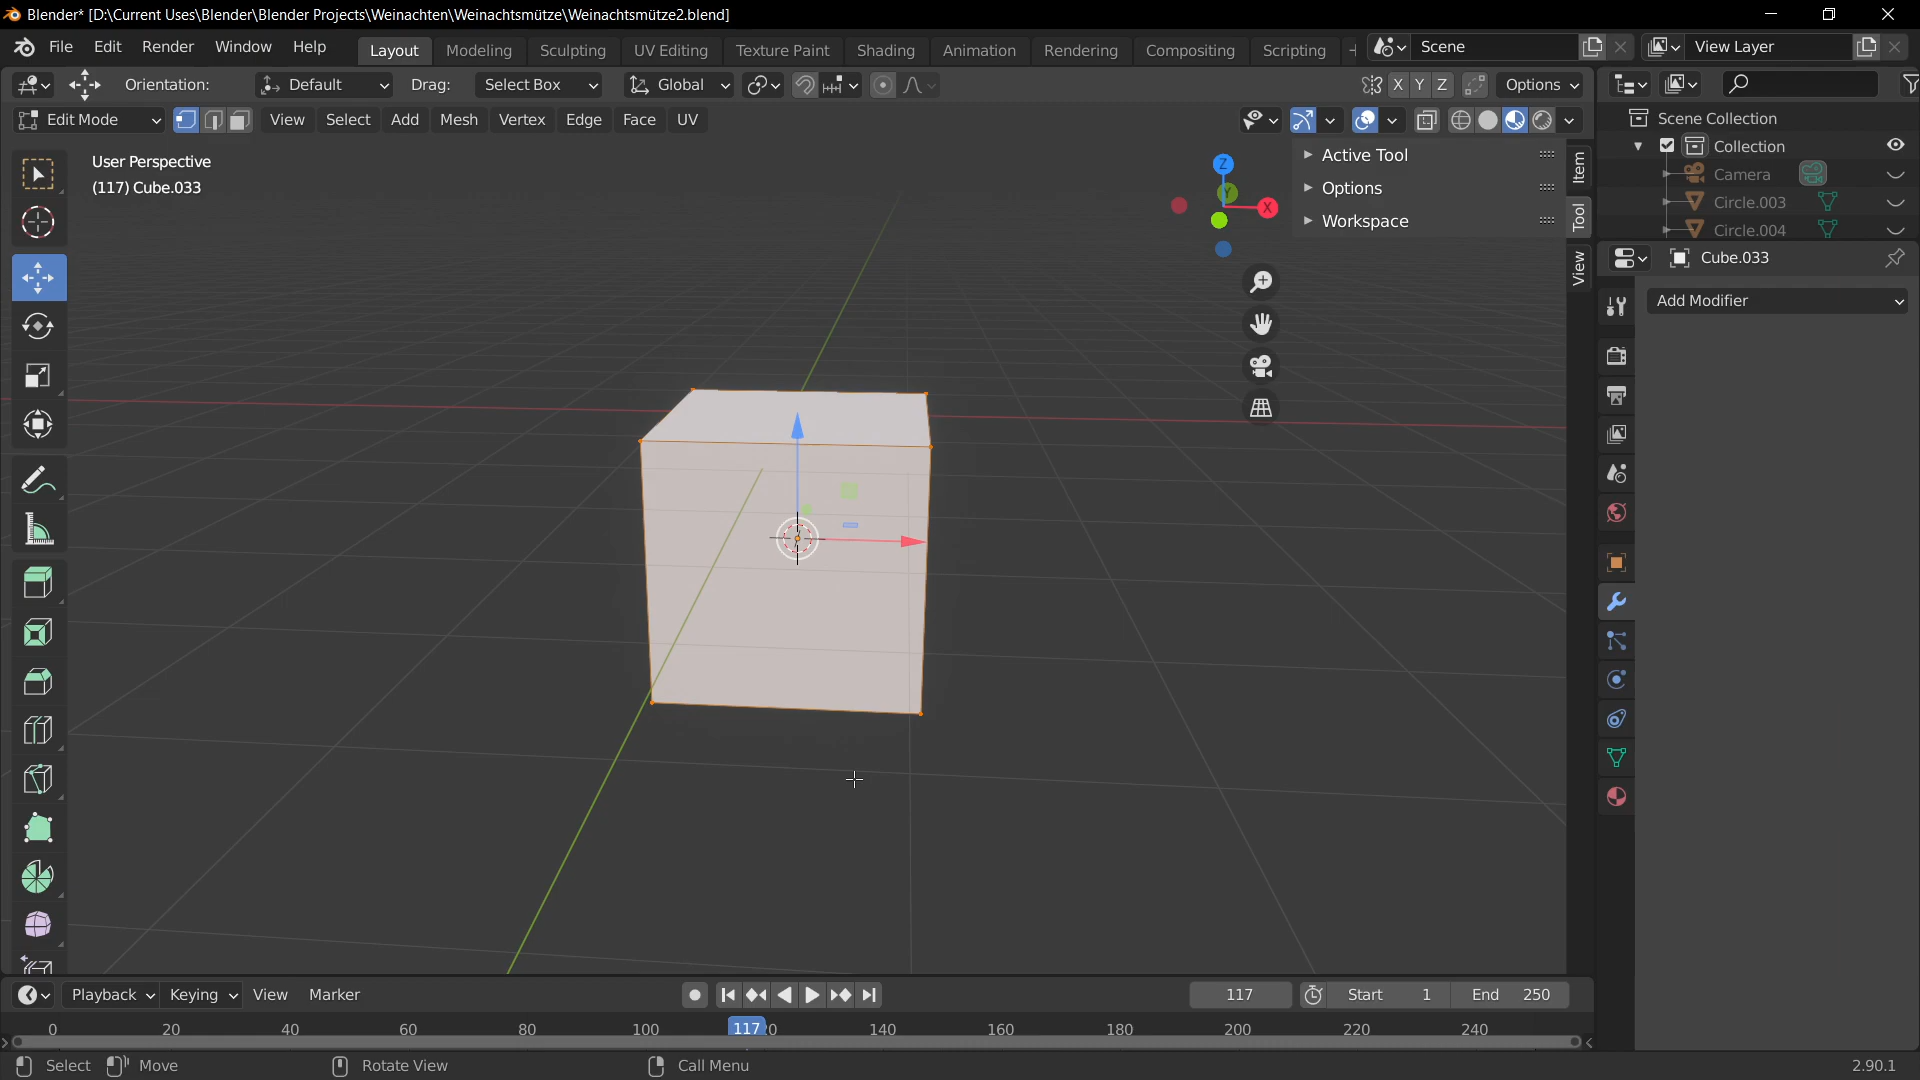 Blender* [D:\Current Uses\Blender\Blender Projects\Weinachten\Weinachtsmütze\Weinachtsmütze2.blend]
File Edit Render Window Help Layout Modeling Sculpting UV Editing Texture Paint Shading Animation Rendering Compositing Scripting Scene View Layer
Orientation: Default Drag: Select Box Global X Y Z Options
Edit Mode View Select Add Mesh Vertex Edge Face UV
Scene Collection
Collection
Camera
Circle.003
Circle.004
User Perspective
(117) Cube.033
Z
Y
X
Active Tool
Options
Workspace
Item
Tool
View
Cube.033
Add Modifier
Playback Keying View Marker 117 Start 1 End 250
0 20 40 60 80 100 117 140 160 180 200 220 240
Select Move Rotate View Call Menu 2.90.1